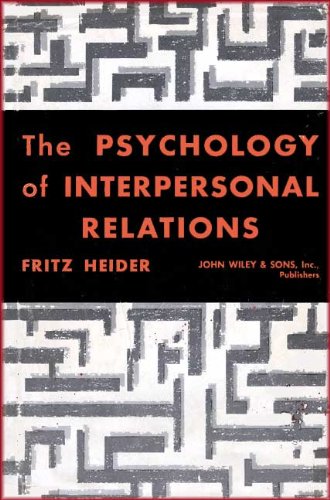 The PSYCHOLOGY
of INTERPERSONAL
RELATIONS
FRITZ HEIDER
JOHN WILEY & SONS, Inc.,
Publishers